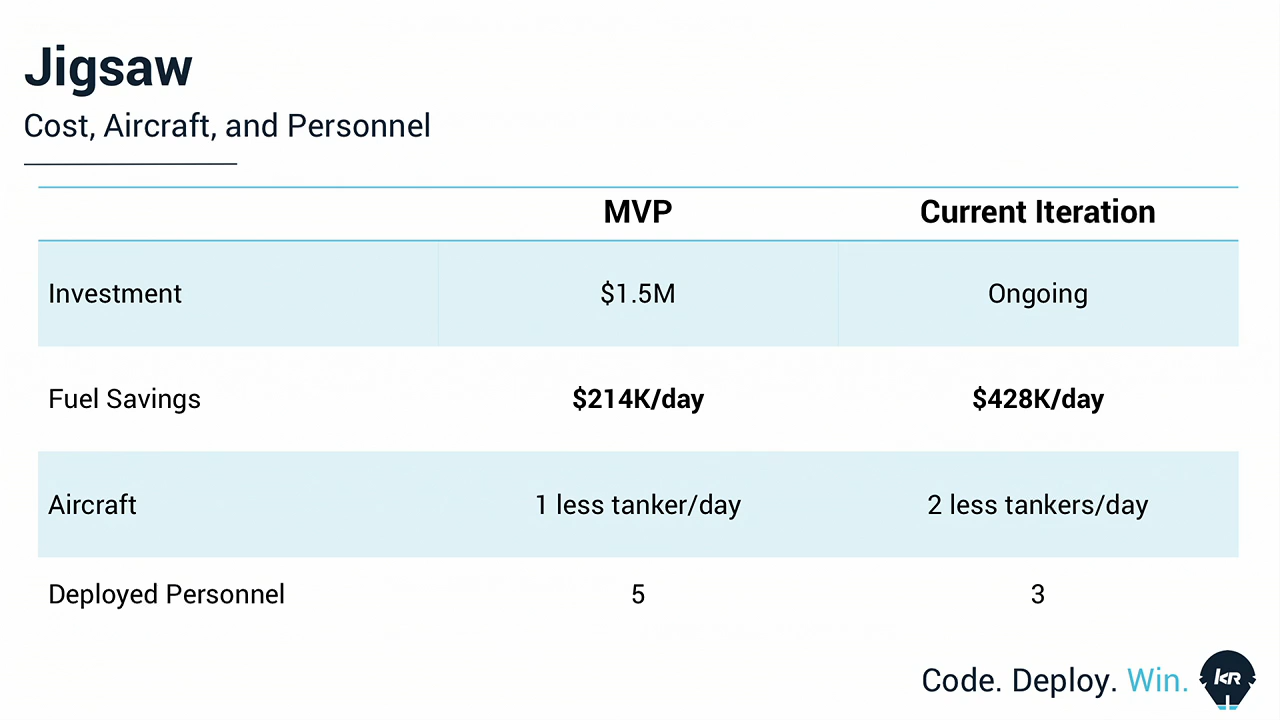 Jigsaw
Cost, Aircraft, and Personnel
MVP Current Iteration
Investment $1.5M Ongoing
Fuel Savings $214K/day $428K/day
Aircraft 1 less tanker/day 2 less tankers/day
Deployed Personnel 5 3
Code. Deploy. Win.
kR